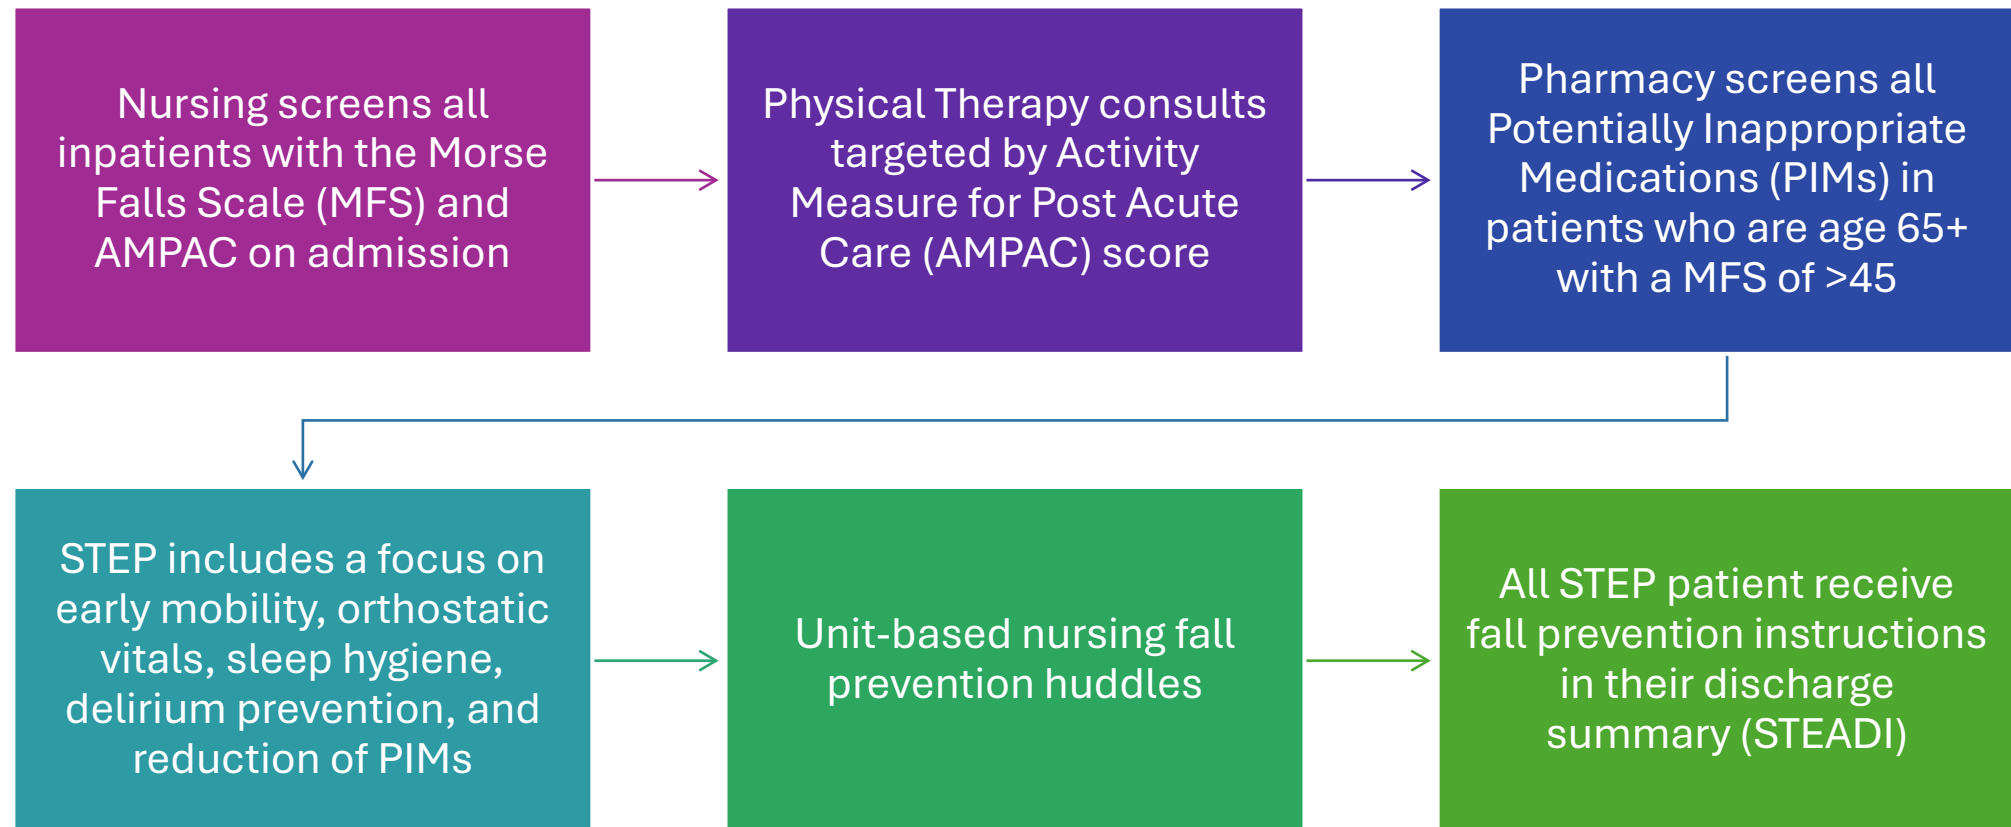 Nursing screens all
inpatients with the Morse
Falls Scale (MFS) and
AMPAC on admission
Physical Therapy consults
targeted by Activity
Measure for Post Acute
Care (AMPAC) score
Pharmacy screens all
Potentially Inappropriate
Medications (PIMs) in
patients who are age 65+
with a MFS of >45
STEP includes a focus on
early mobility, orthostatic
vitals, sleep hygiene,
delirium prevention, and
reduction of PIMs
Unit-based nursing fall
prevention huddles
All STEP patient receive
fall prevention instructions
in their discharge
summary (STEADI)